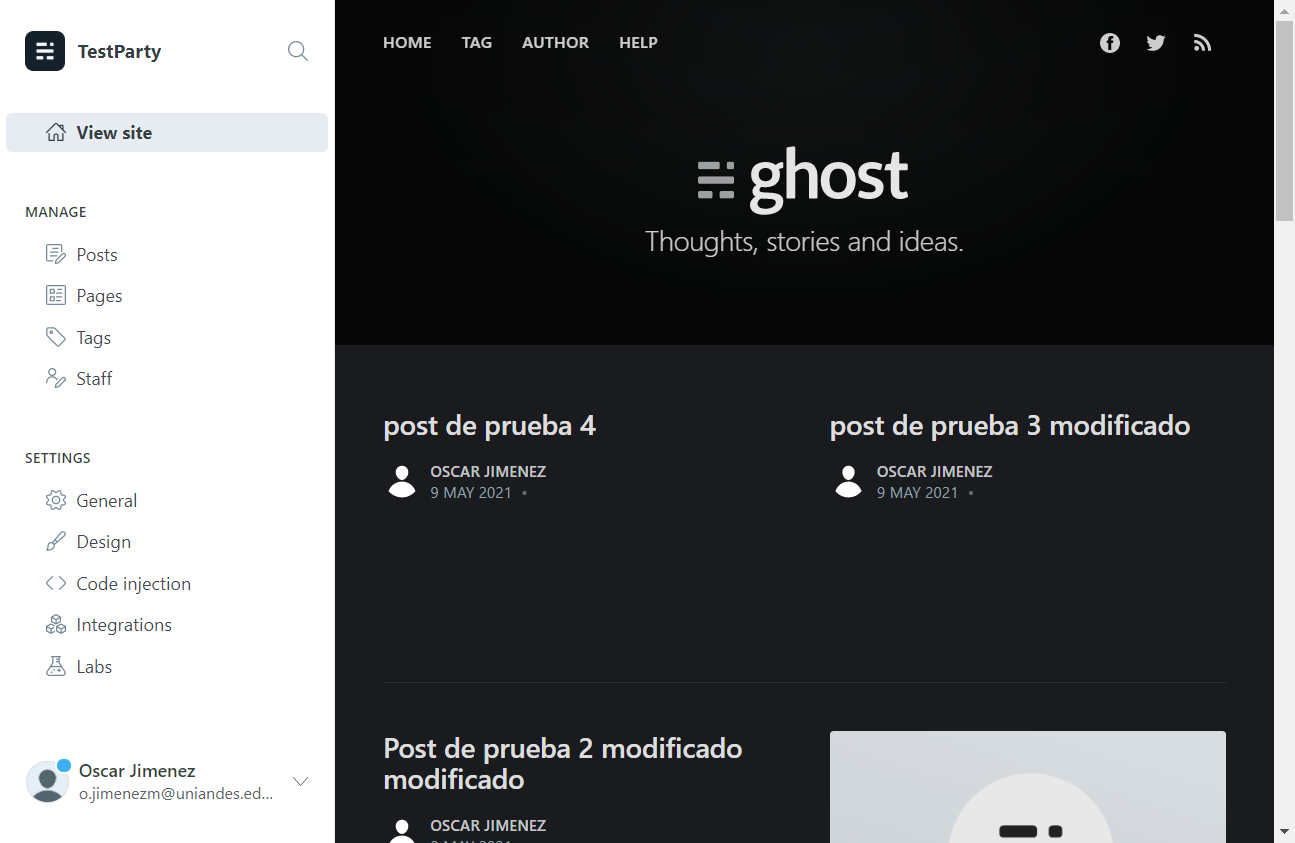 TestParty
View site
MANAGE
Posts
Pages
Tags
Staff
SETTINGS
General
Design
Code injection
Integrations
Labs
Oscar Jimenez
o.jimenezm@uniandes.ed...
HOME TAG AUTHOR HELP
ghost
Thoughts, stories and ideas.
post de prueba 4
OSCAR JIMENEZ
9 MAY 2021 •
post de prueba 3 modificado
OSCAR JIMENEZ
9 MAY 2021 •
Post de prueba 2 modificado
modificado
OSCAR JIMENEZ